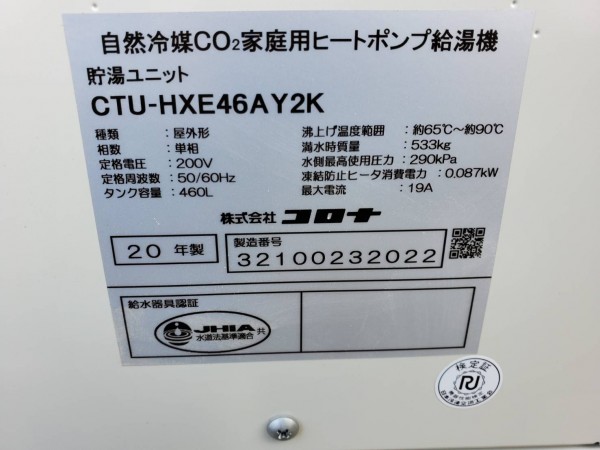 自然冷媒CO₂家庭用ヒートポンプ給湯機
貯湯ユニット
CTU-HXE46AY2K
種類 : 屋外形
相数 : 単相
定格電圧 : 200V
定格周波数 : 50/60Hz
タンク容量 : 460L
沸上げ温度範囲 : 約65℃～約90℃
満水時質量 : 533kg
水側最高使用圧力 : 290kPa
凍結防止ヒータ消費電力 : 0.087kW
最大電流 : 19A
株式会社 コロナ
20 年製
製造番号
32100232022
給水器具認証
JHIA
水道法基準適合
共
検定証